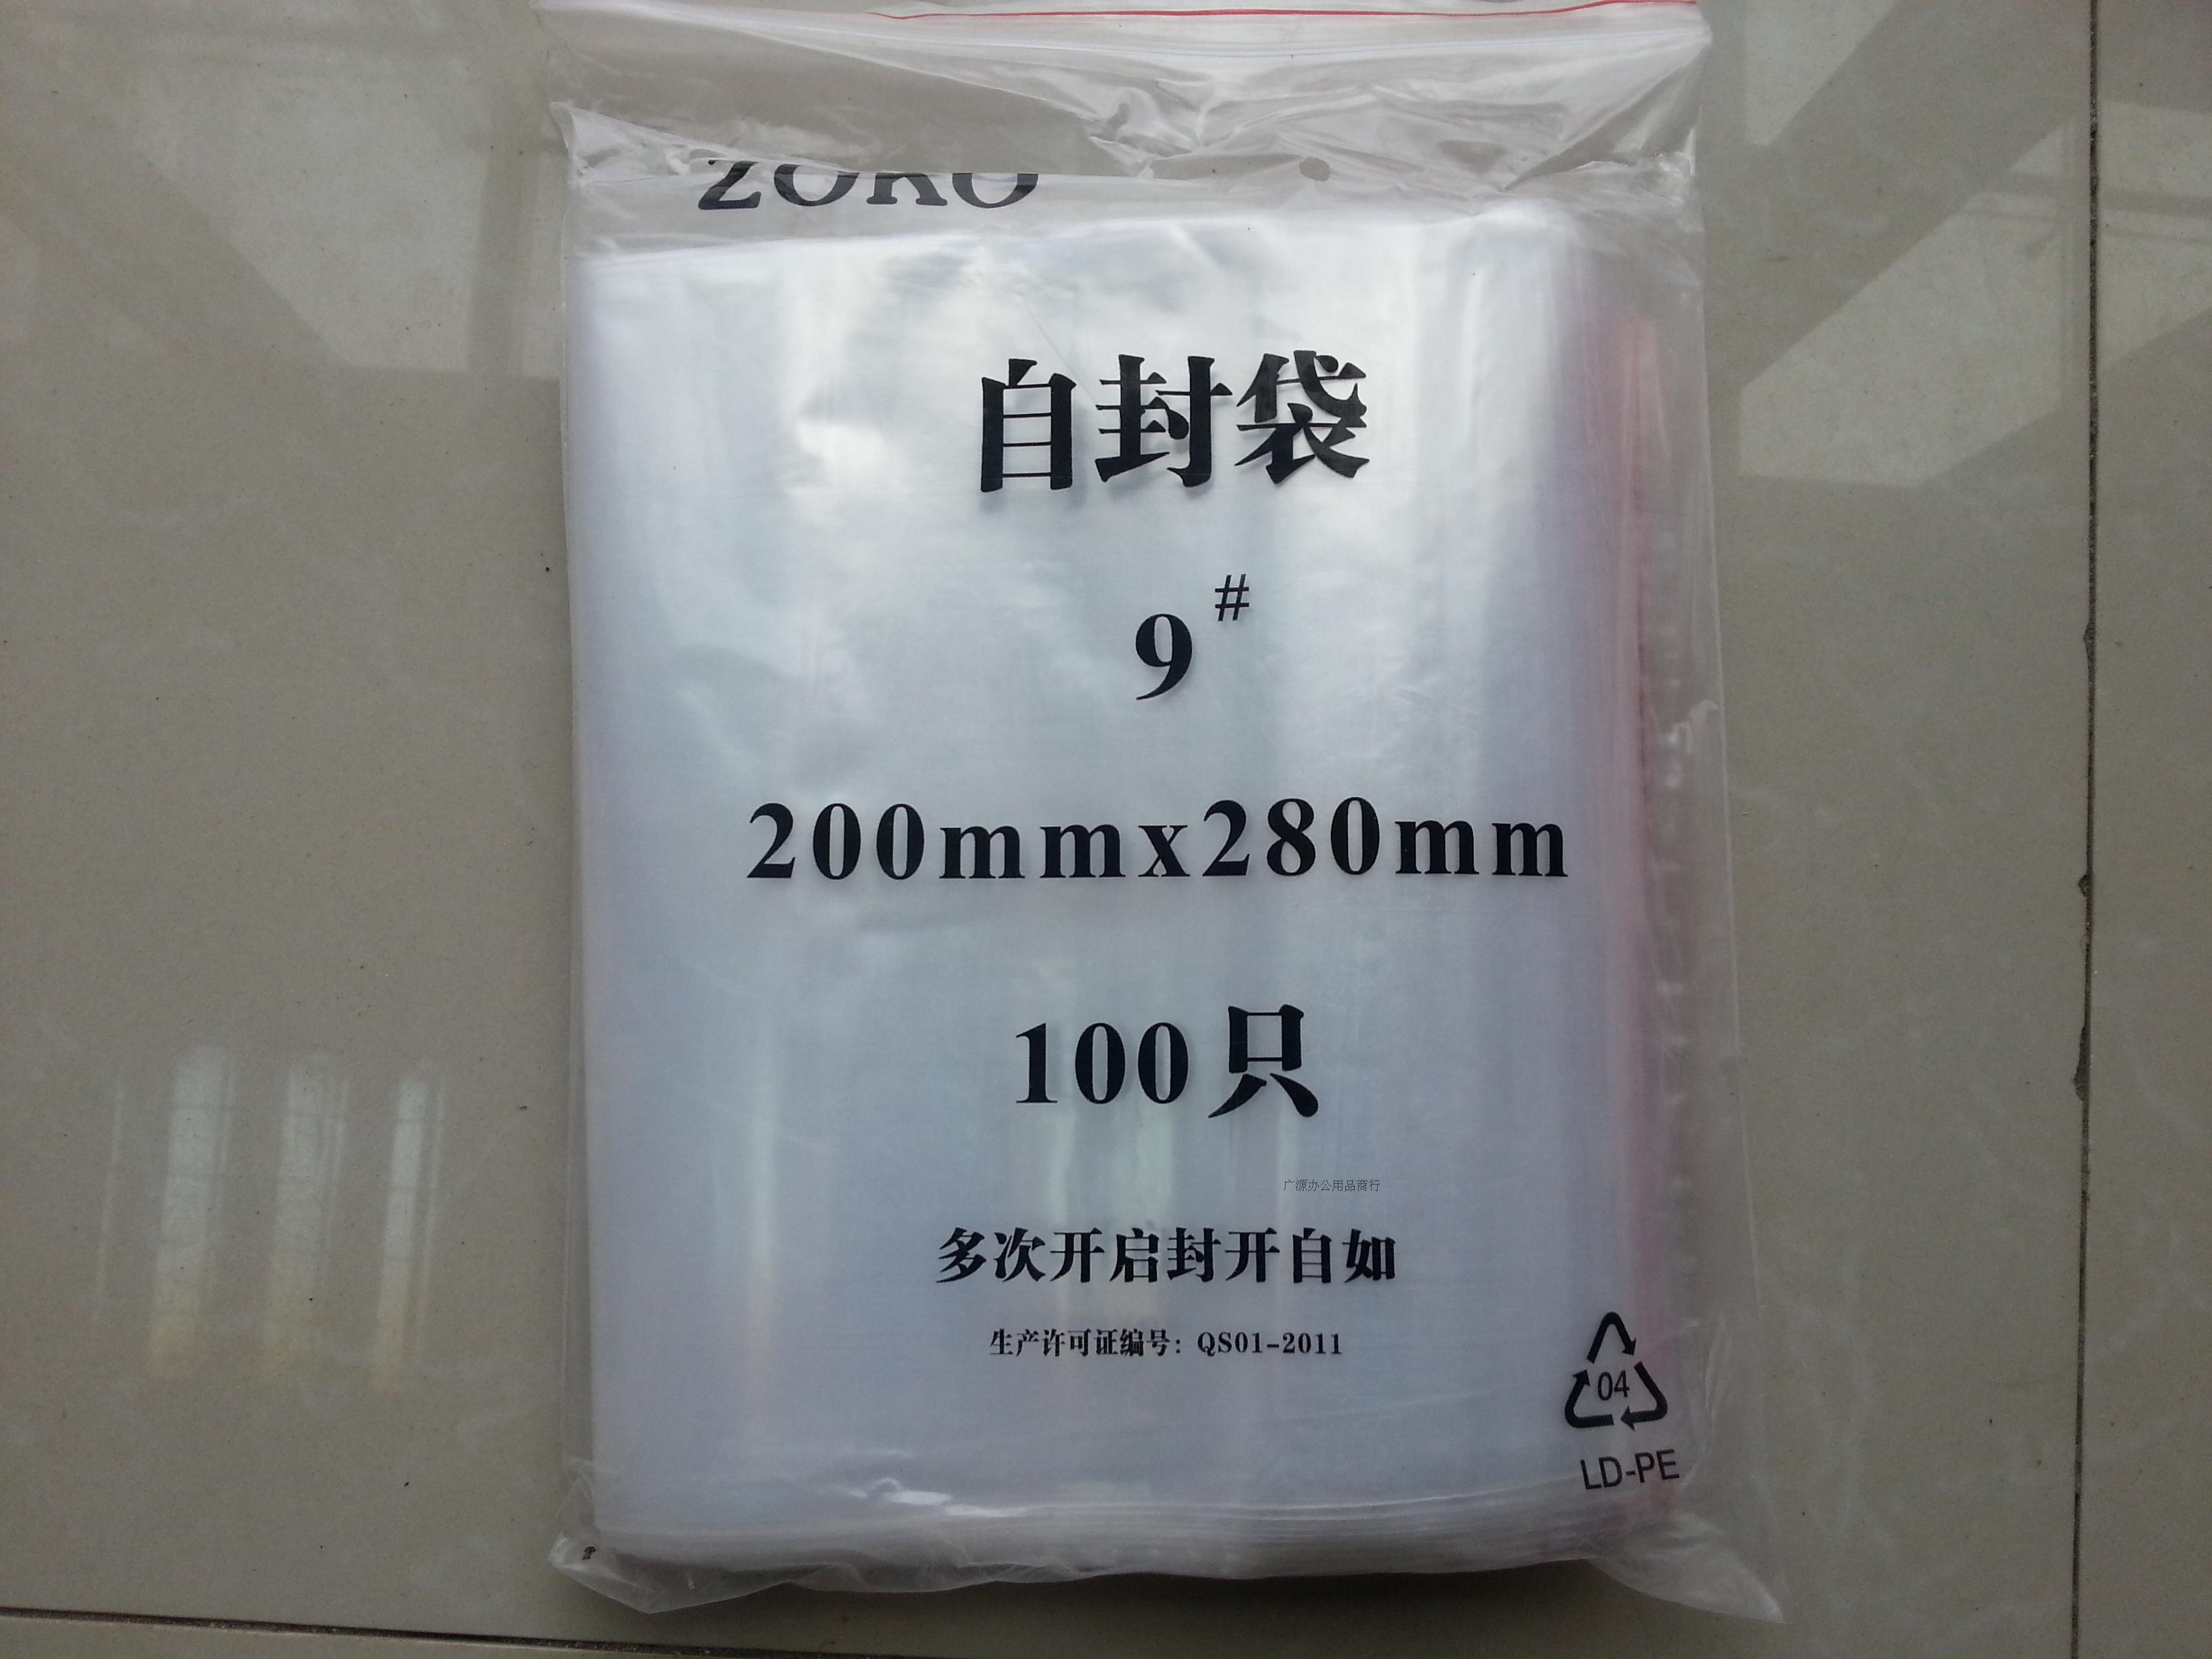 自封袋
9#
200mmx280mm
100只
广源办公用品商行
多次开启封开自如
生产许可证编号: QS01-2011
04
LD-PE